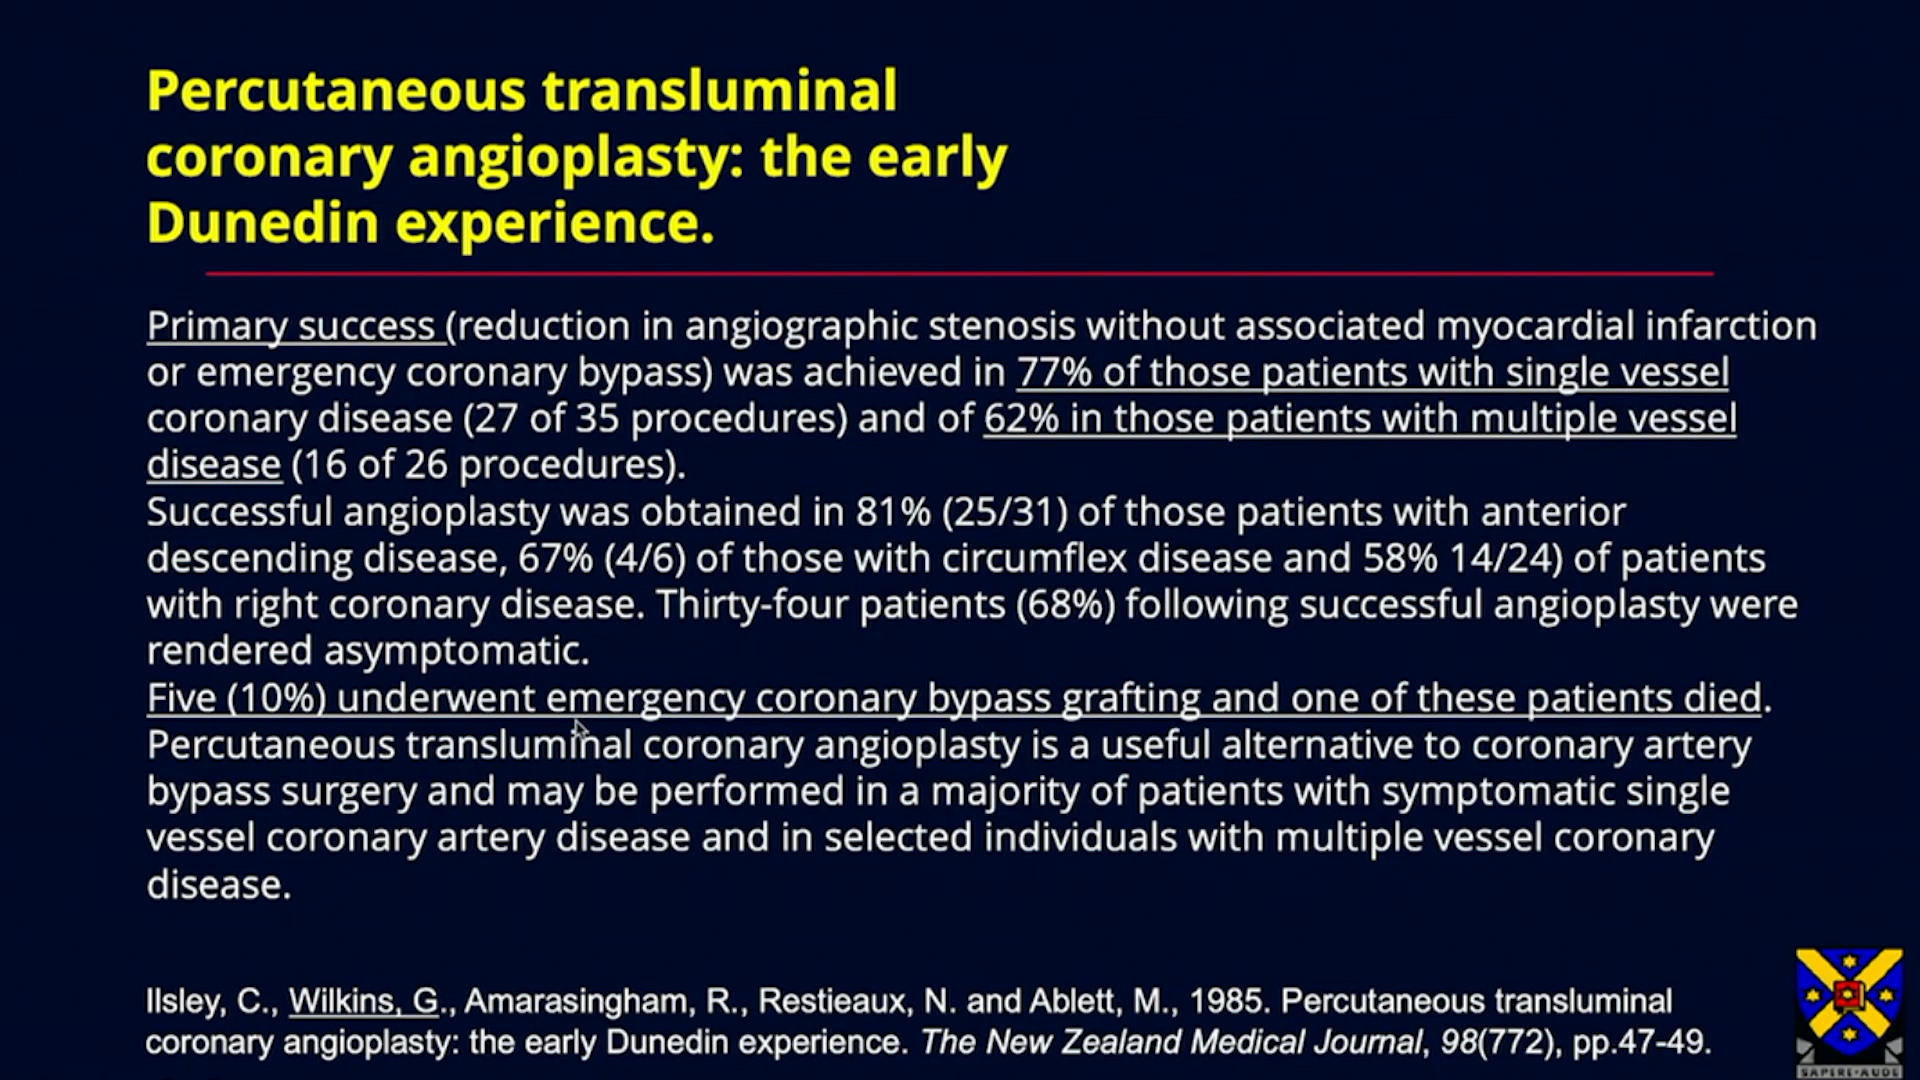 Percutaneous transluminal
coronary angioplasty: the early
Dunedin experience.
Primary success (reduction in angiographic stenosis without associated myocardial infarction
or emergency coronary bypass) was achieved in 77% of those patients with single vessel
coronary disease (27 of 35 procedures) and of 62% in those patients with multiple vessel
disease (16 of 26 procedures).
Successful angioplasty was obtained in 81% (25/31) of those patients with anterior
descending disease, 67% (4/6) of those with circumflex disease and 58% 14/24) of patients
with right coronary disease. Thirty-four patients (68%) following successful angioplasty were
rendered asymptomatic.
Five (10%) underwent emergency coronary bypass grafting and one of these patients died.
Percutaneous transluminal coronary angioplasty is a useful alternative to coronary artery
bypass surgery and may be performed in a majority of patients with symptomatic single
vessel coronary artery disease and in selected individuals with multiple vessel coronary
disease.
Ilsley, C., Wilkins, G., Amarasingham, R., Restieaux, N. and Ablett, M., 1985. Percutaneous transluminal
coronary angioplasty: the early Dunedin experience. The New Zealand Medical Journal, 98(772), pp.47-49.
SAPERE·AUDE